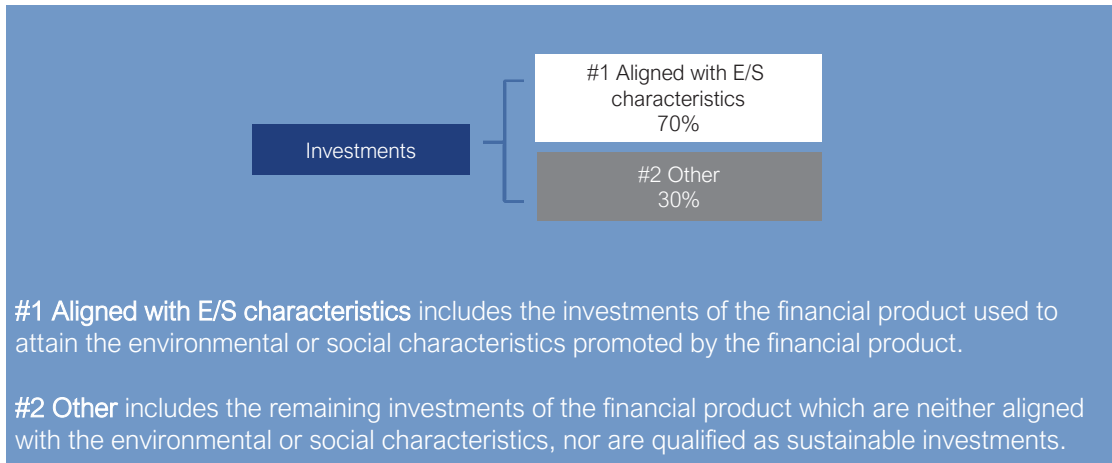 #1 Aligned with E/S
characteristics
70%
Investments
#2 Other
30%
#1 Aligned with E/S characteristics includes the investments of the financial product used to
attain the environmental or social characteristics promoted by the financial product.
#2 Other includes the remaining investments of the financial product which are neither aligned
with the environmental or social characteristics, nor are qualified as sustainable investments.